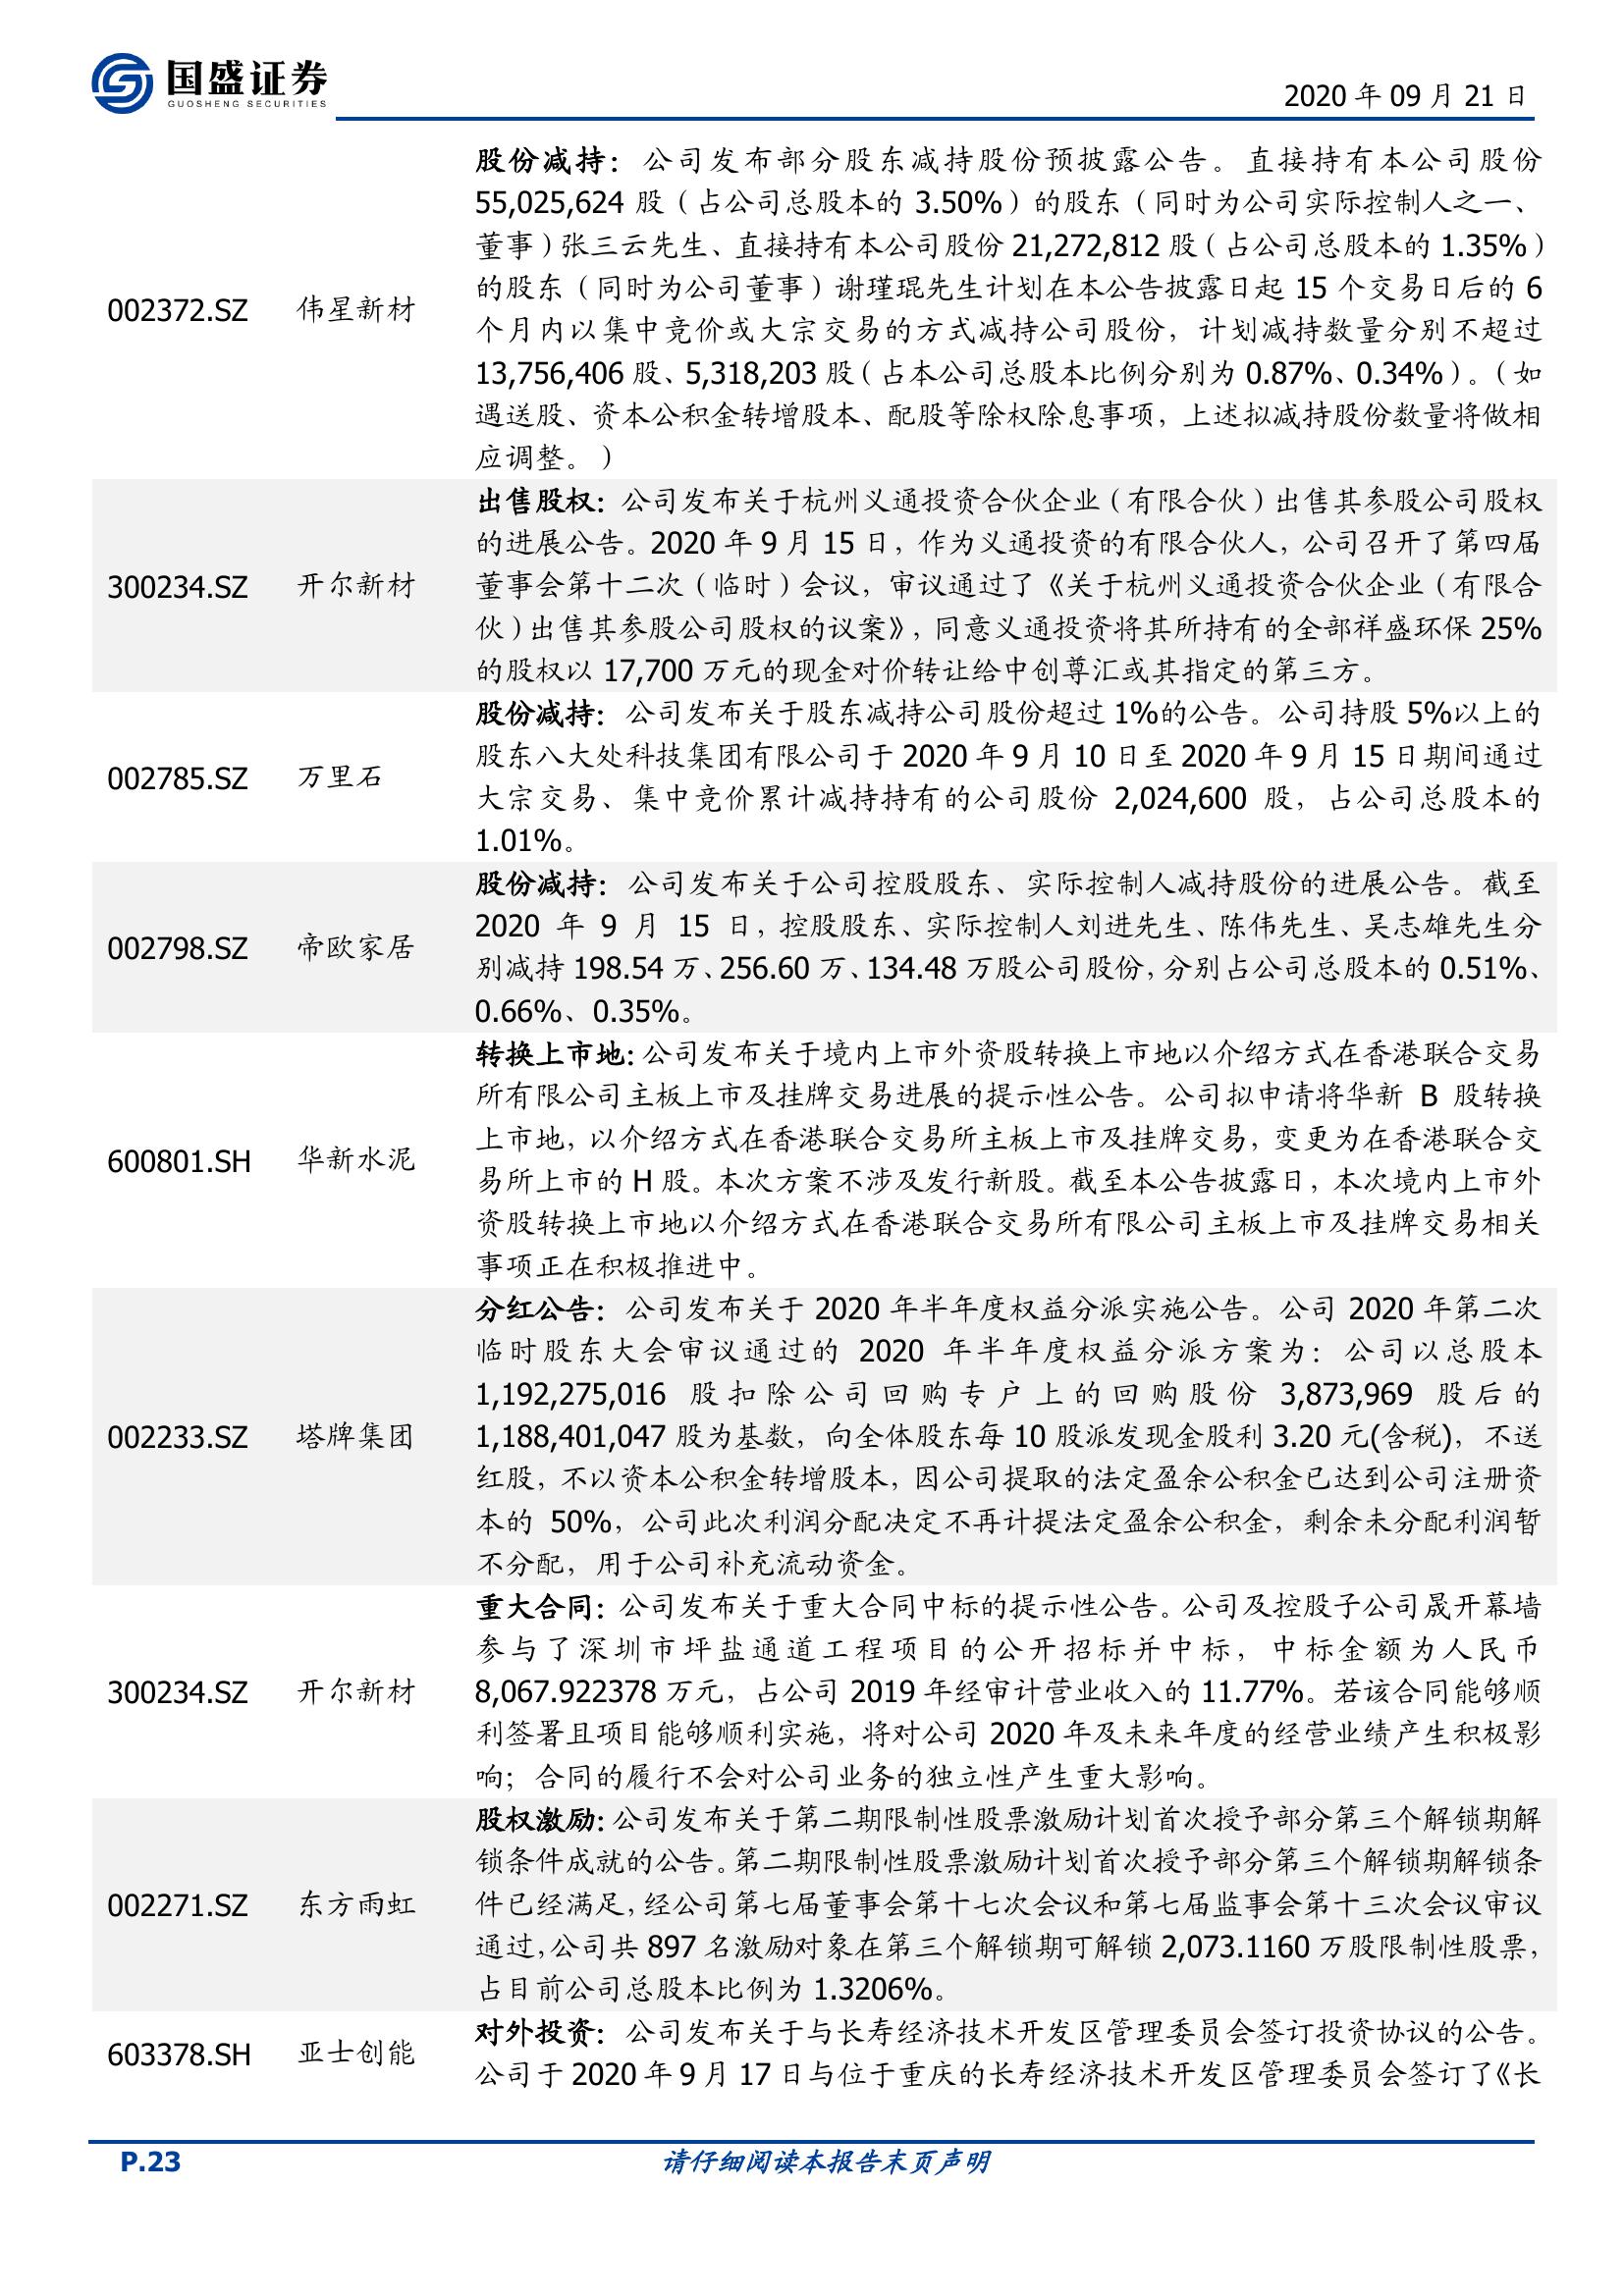 国盛证券
GUOSHENG SECURITIES
2020 年 09 月 21 日
002372.SZ 伟星新材
股份减持：公司发布部分股东减持股份预披露公告。直接持有本公司股份
55,025,624 股（占公司总股本的 3.50%）的股东（同时为公司实际控制人之一、
董事）张三云先生、直接持有本公司股份 21,272,812 股（占公司总股本的 1.35%）
的股东（同时为公司董事）谢瑾琨先生计划在本公告披露日起 15 个交易日后的 6
个月内以集中竞价或大宗交易的方式减持公司股份，计划减持数量分别不超过
13,756,406 股、5,318,203 股（占本公司总股本比例分别为 0.87%、0.34%）。（如
遇送股、资本公积金转增股本、配股等除权除息事项，上述拟减持股份数量将做相
应调整。）
300234.SZ 开尔新材
出售股权：公司发布关于杭州义通投资合伙企业（有限合伙）出售其参股公司股权
的进展公告。2020 年 9 月 15 日，作为义通投资的有限合伙人，公司召开了第四届
董事会第十二次（临时）会议，审议通过了《关于杭州义通投资合伙企业（有限合
伙）出售其参股公司股权的议案》，同意义通投资将其所持有的全部祥盛环保 25%
的股权以 17,700 万元的现金对价转让给中创尊汇或其指定的第三方。
002785.SZ 万里石
股份减持：公司发布关于股东减持公司股份超过 1%的公告。公司持股 5%以上的
股东八大处科技集团有限公司于 2020 年 9 月 10 日至 2020 年 9 月 15 日期间通过
大宗交易、集中竞价累计减持持有的公司股份 2,024,600 股，占公司总股本的
1.01%。
002798.SZ 帝欧家居
股份减持：公司发布关于公司控股股东、实际控制人减持股份的进展公告。截至
2020 年 9 月 15 日，控股股东、实际控制人刘进先生、陈伟先生、吴志雄先生分
别减持 198.54 万、256.60 万、134.48 万股公司股份，分别占公司总股本的 0.51%、
0.66%、0.35%。
600801.SH 华新水泥
转换上市地：公司发布关于境内上市外资股转换上市地以介绍方式在香港联合交易
所有限公司主板上市及挂牌交易进展的提示性公告。公司拟申请将华新 B 股转换
上市地，以介绍方式在香港联合交易所主板上市及挂牌交易，变更为在香港联合交
易所上市的 H 股。本次方案不涉及发行新股。截至本公告披露日，本次境内上市外
资股转换上市地以介绍方式在香港联合交易所有限公司主板上市及挂牌交易相关
事项正在积极推进中。
002233.SZ 塔牌集团
分红公告：公司发布关于 2020 年半年度权益分派实施公告。公司 2020 年第二次
临时股东大会审议通过的 2020 年半年度权益分派方案为：公司以总股本
1,192,275,016 股扣除公司回购专户上的回购股份 3,873,969 股后的
1,188,401,047 股为基数，向全体股东每 10 股派发现金股利 3.20 元(含税)，不送
红股，不以资本公积金转增股本，因公司提取的法定盈余公积金已达到公司注册资
本的 50%，公司此次利润分配决定不再计提法定盈余公积金，剩余未分配利润暂
不分配，用于公司补充流动资金。
300234.SZ 开尔新材
重大合同：公司发布关于重大合同中标的提示性公告。公司及控股子公司晟开幕墙
参与了深圳市坪盐通道工程项目的公开招标并中标，中标金额为人民币
8,067.922378 万元，占公司 2019 年经审计营业收入的 11.77%。若该合同能够顺
利签署且项目能够顺利实施，将对公司 2020 年及未来年度的经营业绩产生积极影
响；合同的履行不会对公司业务的独立性产生重大影响。
002271.SZ 东方雨虹
股权激励：公司发布关于第二期限制性股票激励计划首次授予部分第三个解锁期解
锁条件成就的公告。第二期限制性股票激励计划首次授予部分第三个解锁期解锁条
件已经满足，经公司第七届董事会第十七次会议和第七届监事会第十三次会议审议
通过，公司共 897 名激励对象在第三个解锁期可解锁 2,073.1160 万股限制性股票，
占目前公司总股本比例为 1.3206%。
603378.SH 亚士创能
对外投资：公司发布关于与长寿经济技术开发区管理委员会签订投资协议的公告。
公司于 2020 年 9 月 17 日与位于重庆的长寿经济技术开发区管理委员会签订了《长
P.23
请仔细阅读本报告末页声明